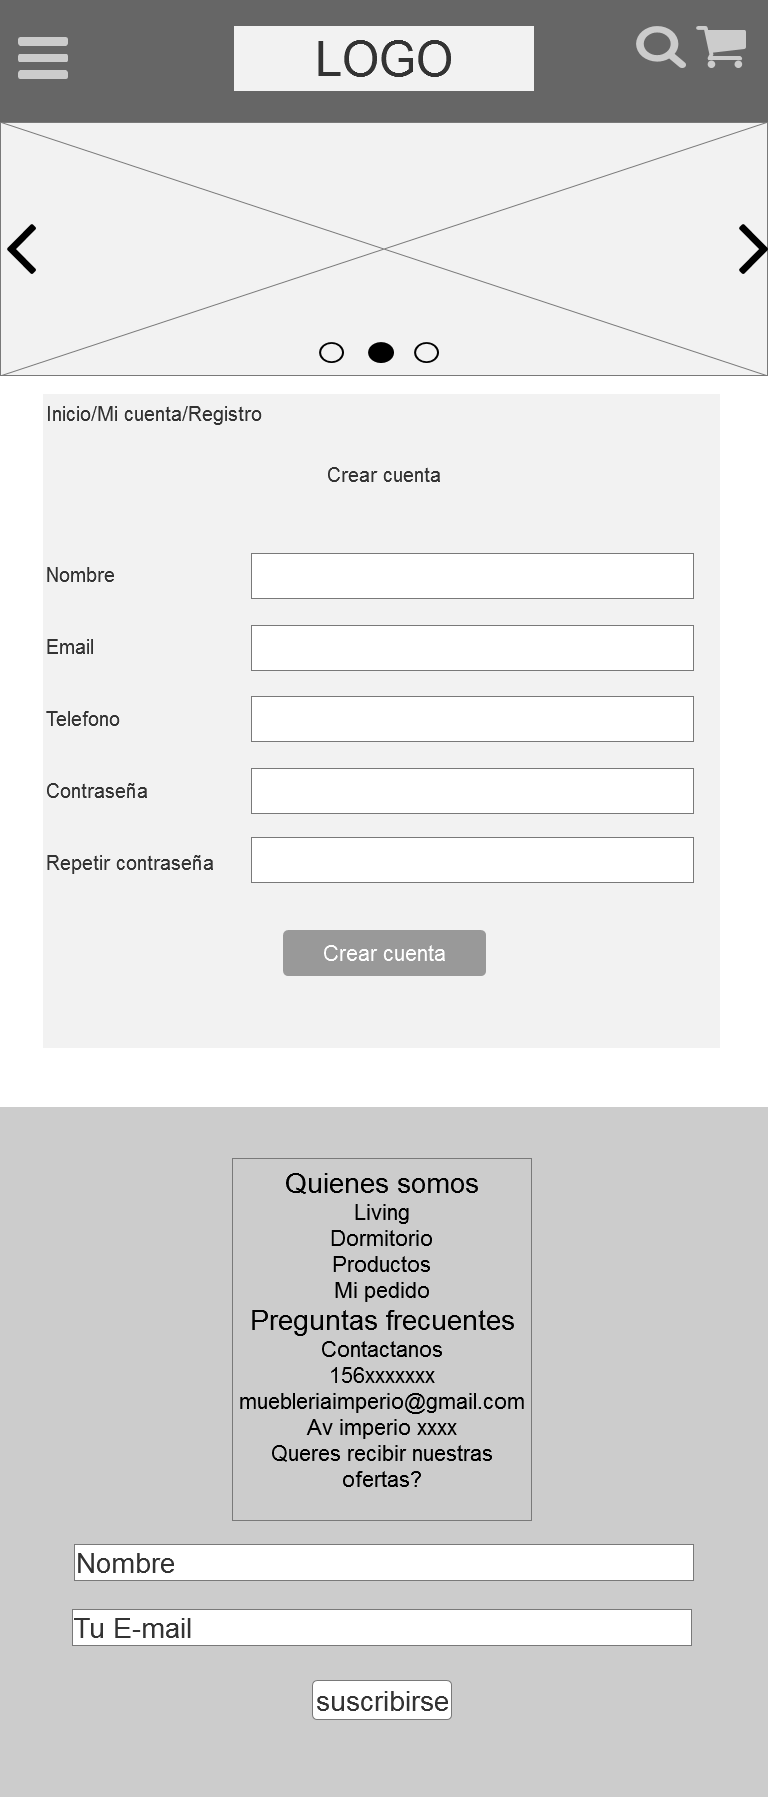 LOGO
Inicio/Mi cuenta/Registro
Crear cuenta
Nombre
Email
Telefono
Contraseña
Repetir contraseña
Crear cuenta
Quienes somos
Living
Dormitorio
Productos
Mi pedido
Preguntas frecuentes
Contactanos
156xxxxxxx
muebleriaimperio@gmail.com
Av imperio xxxx
Queres recibir nuestras
ofertas?
Nombre
Tu E-mail
suscribirse